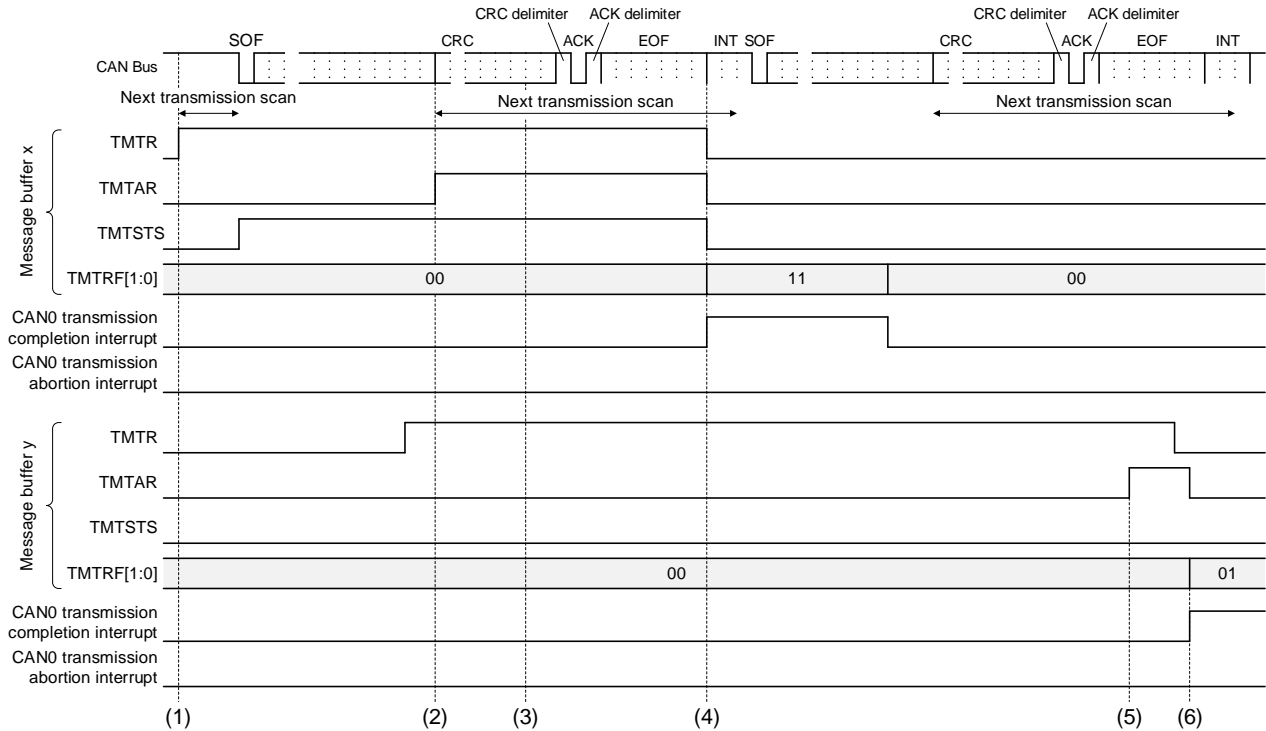 CRC delimiter ACK delimiter CRC delimiter ACK delimiter
SOF CRC ACK EOF INT SOF CRC ACK EOF INT
CAN Bus
Next transmission scan Next transmission scan Next transmission scan
Message buffer x
TMTR
TMTAR
TMTSTS
TMTRF[1:0] 00 11 00
CAN0 transmission
completion interrupt
CAN0 transmission
abortion interrupt
Message buffer y
TMTR
TMTAR
TMTSTS
TMTRF[1:0] 00 01
CAN0 transmission
completion interrupt
CAN0 transmission
abortion interrupt
(1) (2) (3) (4) (5) (6)